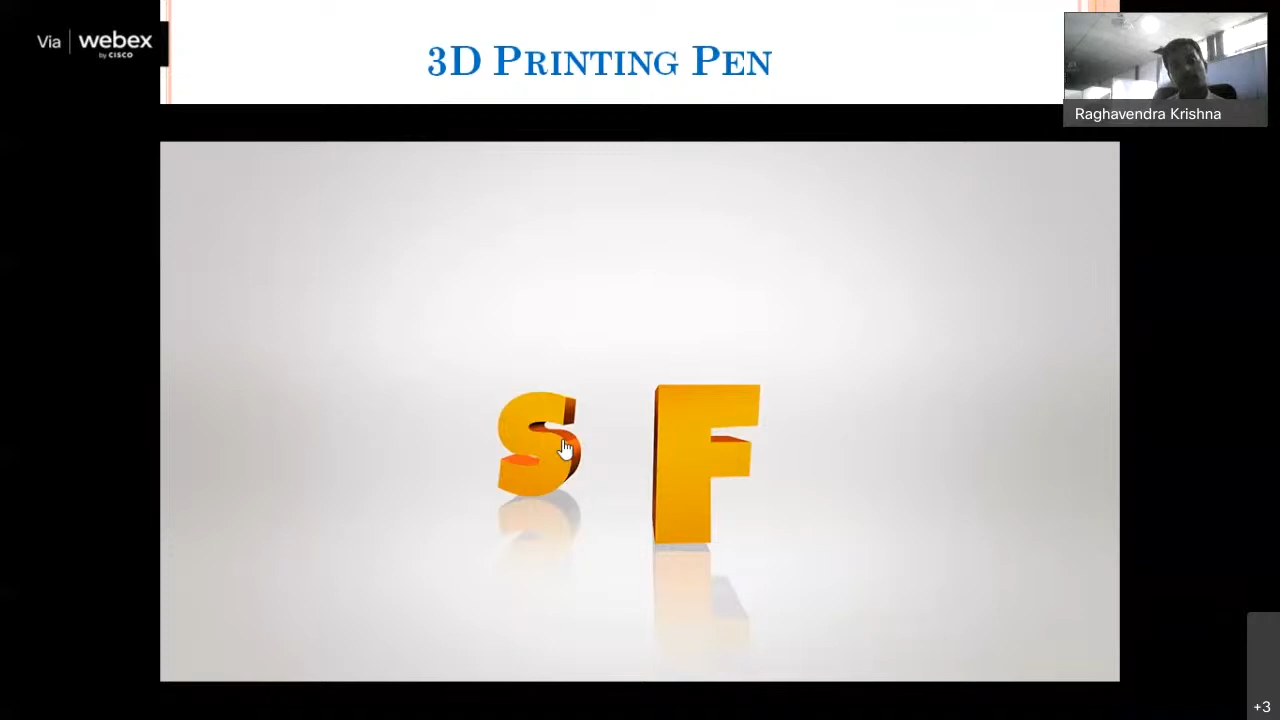 Via webex
by CISCO
3D PRINTING PEN
Raghavendra Krishna
S F
+3